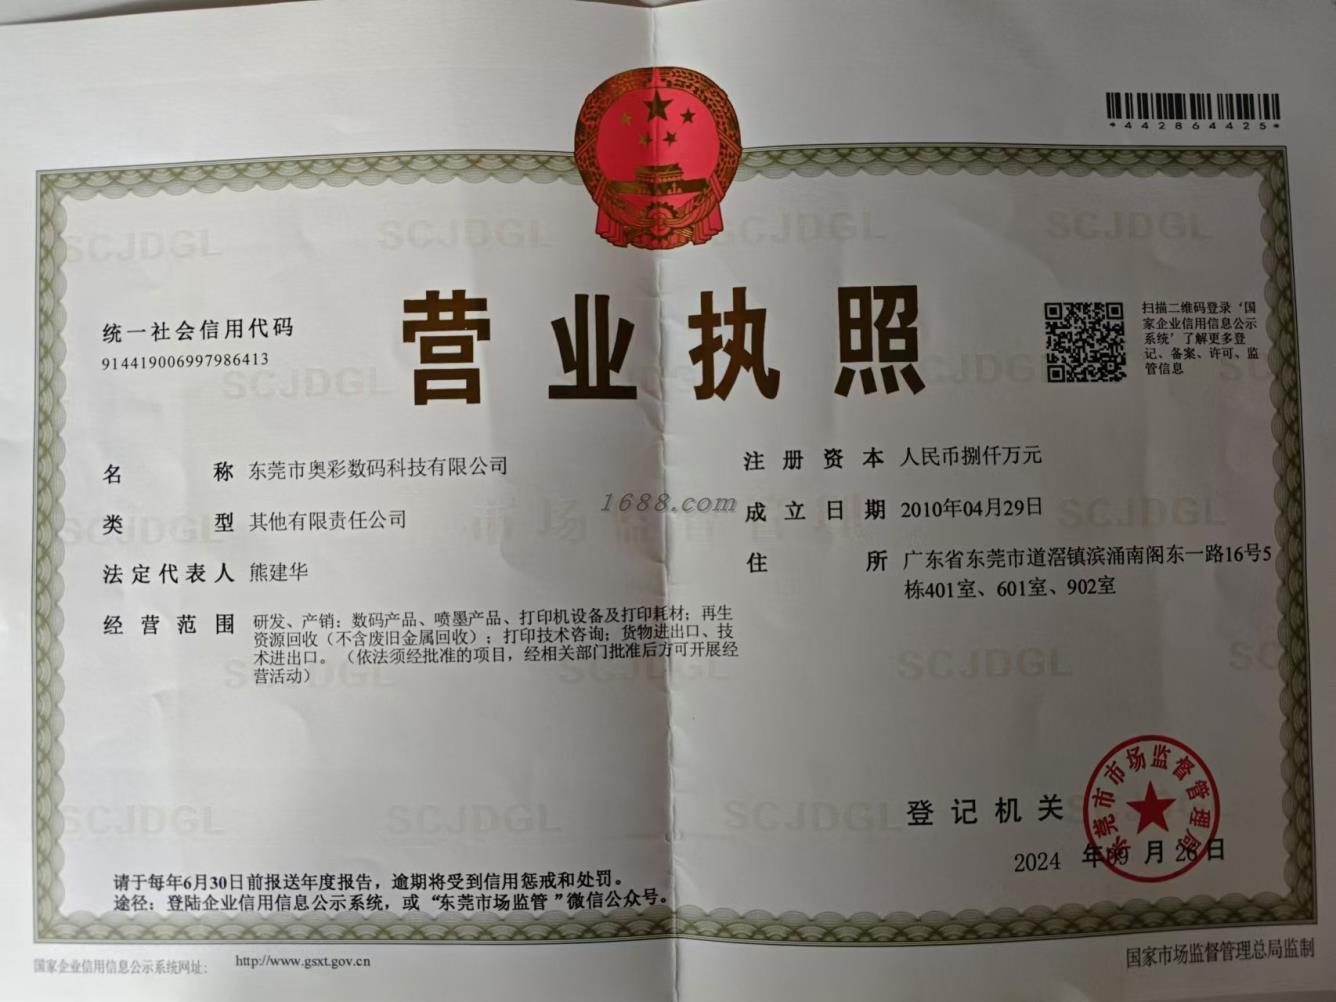 *442864425*
营业执照
统一社会信用代码
914419006997986413
扫描二维码登录‘国
家企业信用信息公示
系统’了解更多登
记、备案、许可、监
管信息
名 称 东莞市奥彩数码科技有限公司
类 型 其他有限责任公司
法定代表人 熊建华
经营范围 研发、产销：数码产品、喷墨产品、打印机设备及打印耗材；再生
资源回收（不含废旧金属回收）；打印技术咨询；货物进出口、技
术进出口。（依法须经批准的项目，经相关部门批准后方可开展经
营活动）
注册资本 人民币捌仟万元
成立日期 2010年04月29日
住 所 广东省东莞市道滘镇滨涌南阁东一路16号5
栋401室、601室、902室
1688.com
登记机关
东莞市市场监督管理局
2024 年09月26日
请于每年6月30日前报送年度报告，逾期将受到信用惩戒和处罚。
途径：登陆企业信用信息公示系统，或“东莞市场监管”微信公众号。
国家企业信用信息公示系统网址： http://www.gsxt.gov.cn
国家市场监督管理总局监制